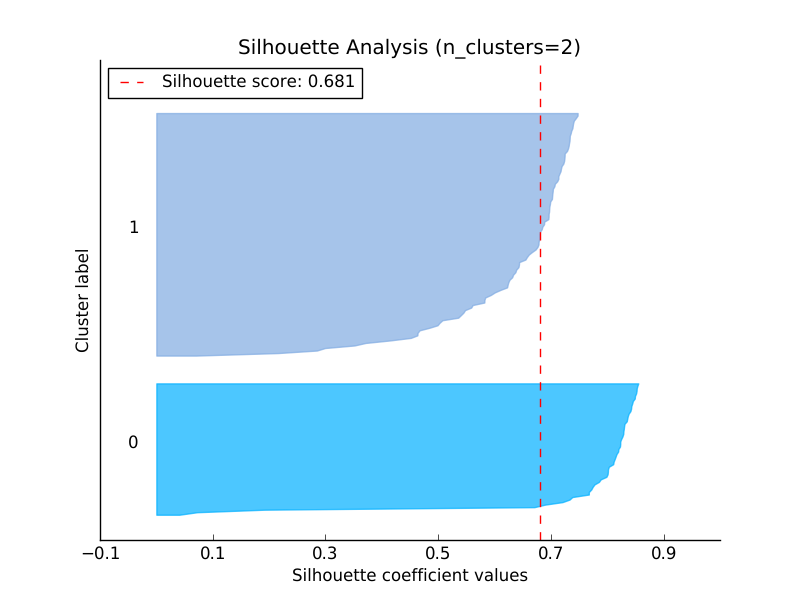 Silhouette Analysis (n_clusters=2)
Silhouette score: 0.681
1
Cluster label
0
−0.1 0.1 0.3 0.5 0.7 0.9
Silhouette coefficient values